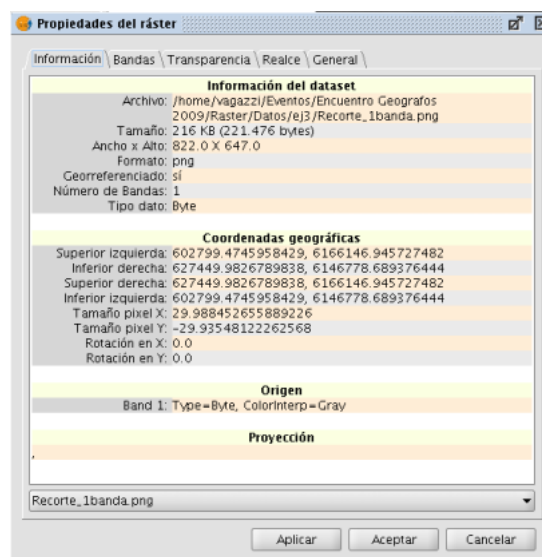 Propiedades del ráster
Información Bandas Transparencia Realce General
Información del dataset
Archivo: /home/vagazzi/Eventos/Encuentro Geografos
2009/Raster/Datos/ej3/Recorte_1banda.png
Tamaño: 216 KB (221.476 bytes)
Ancho x Alto: 822.0 X 647.0
Formato: png
Georreferenciado: sí
Número de Bandas: 1
Tipo dato: Byte
Coordenadas geográficas
Superior izquierda: 602799.4745958429, 6166146.945727482
Inferior derecha: 627449.9826789838, 6146778.689376444
Superior derecha: 627449.9826789838, 6166146.945727482
Inferior izquierda: 602799.4745958429, 6146778.689376444
Tamaño pixel X: 29.988452655889226
Tamaño pixel Y: -29.93548122262568
Rotación en X: 0.0
Rotación en Y: 0.0
Origen
Band 1: Type=Byte, ColorInterp=Gray
Proyección
,
Recorte_1banda.png
Aplicar Aceptar Cancelar